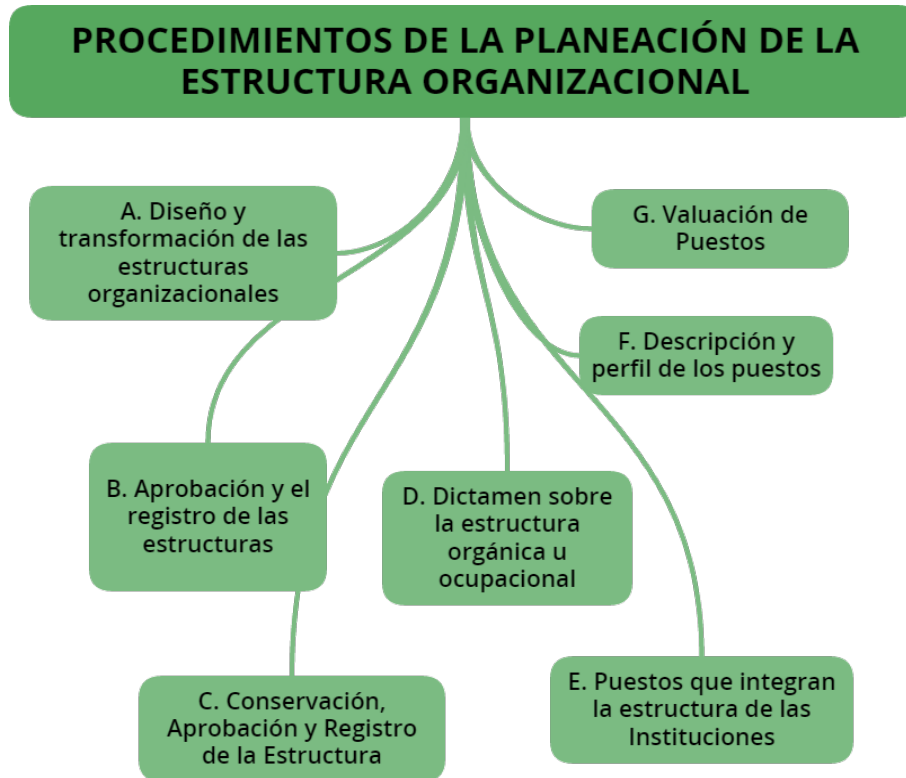 PROCEDIMIENTOS DE LA PLANEACIÓN DE LA
ESTRUCTURA ORGANIZACIONAL
A. Diseño y
transformación de las
estructuras
organizacionales
B. Aprobación y el
registro de las
estructuras
C. Conservación,
Aprobación y Registro
de la Estructura
D. Dictamen sobre
la estructura
orgánica u
ocupacional
E. Puestos que integran
la estructura de las
Instituciones
F. Descripción y
perfil de los puestos
G. Valuación de
Puestos